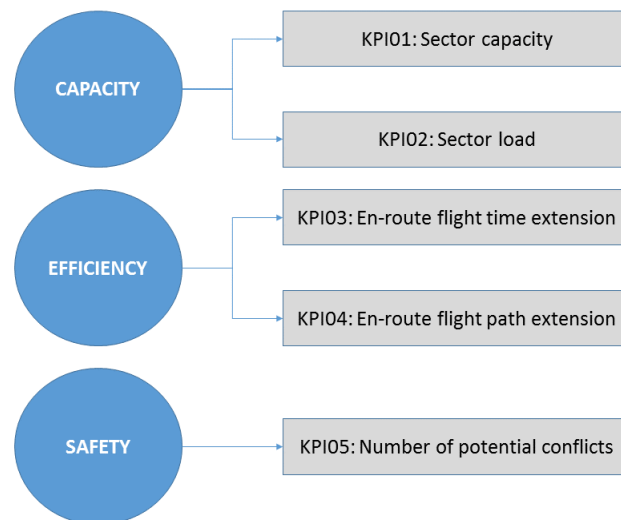 CAPACITY
KPI01: Sector capacity
KPI02: Sector load
EFFICIENCY
KPI03: En-route flight time extension
KPI04: En-route flight path extension
SAFETY
KPI05: Number of potential conflicts